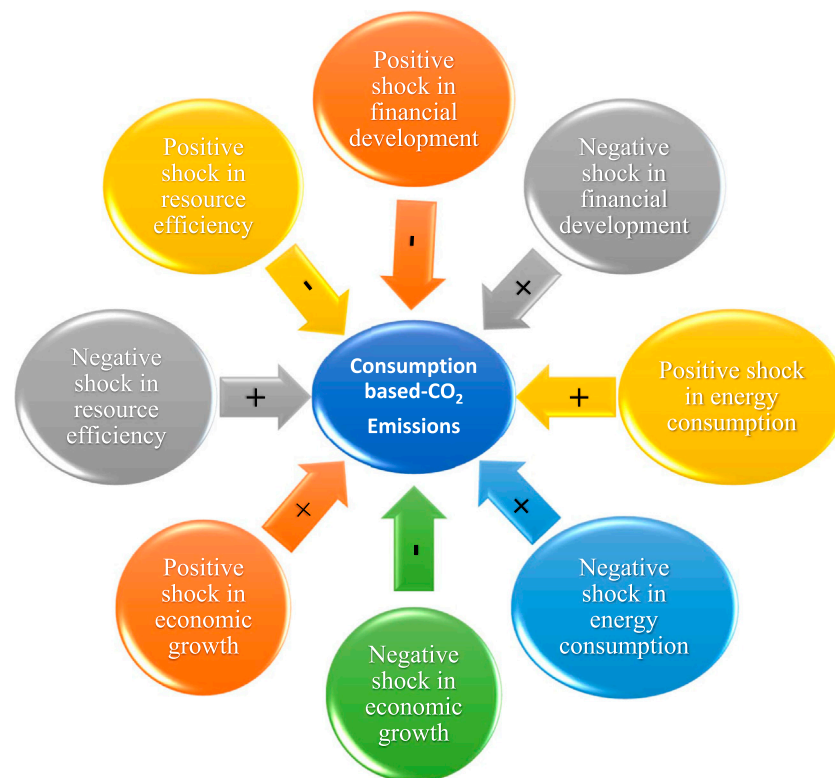 Positive
shock in
financial
development
-
Negative
shock in
financial
development
+
Positive shock
in energy
consumption
+
Negative
shock in
energy
consumption
+
Negative
shock in
economic
growth
-
Positive
shock in
economic
growth
+
Negative
shock in
resource
efficiency
+
Positive
shock in
resource
efficiency
-
Consumption
based-CO₂
Emissions